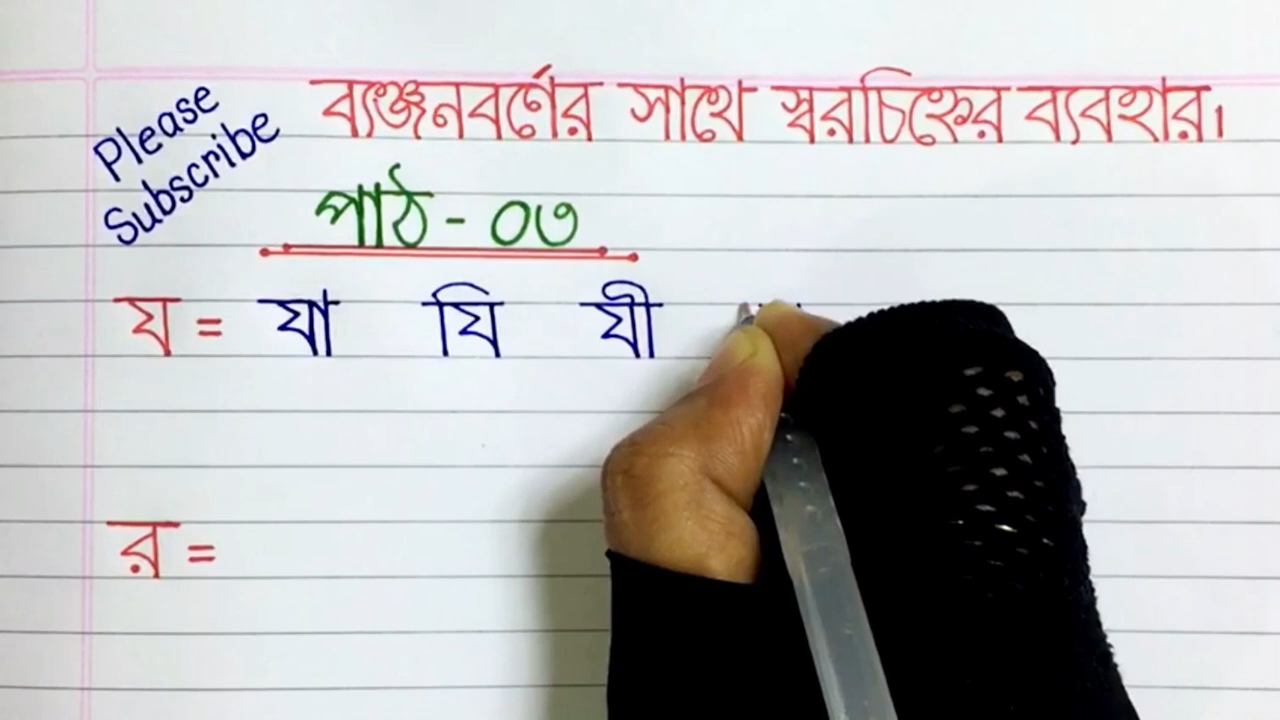 ব্যঞ্জনবর্ণের সাথে স্বরচিহ্নের ব্যবহার।
Please
Subscribe
পাঠ - ০৩
য = যা যি যী
র =